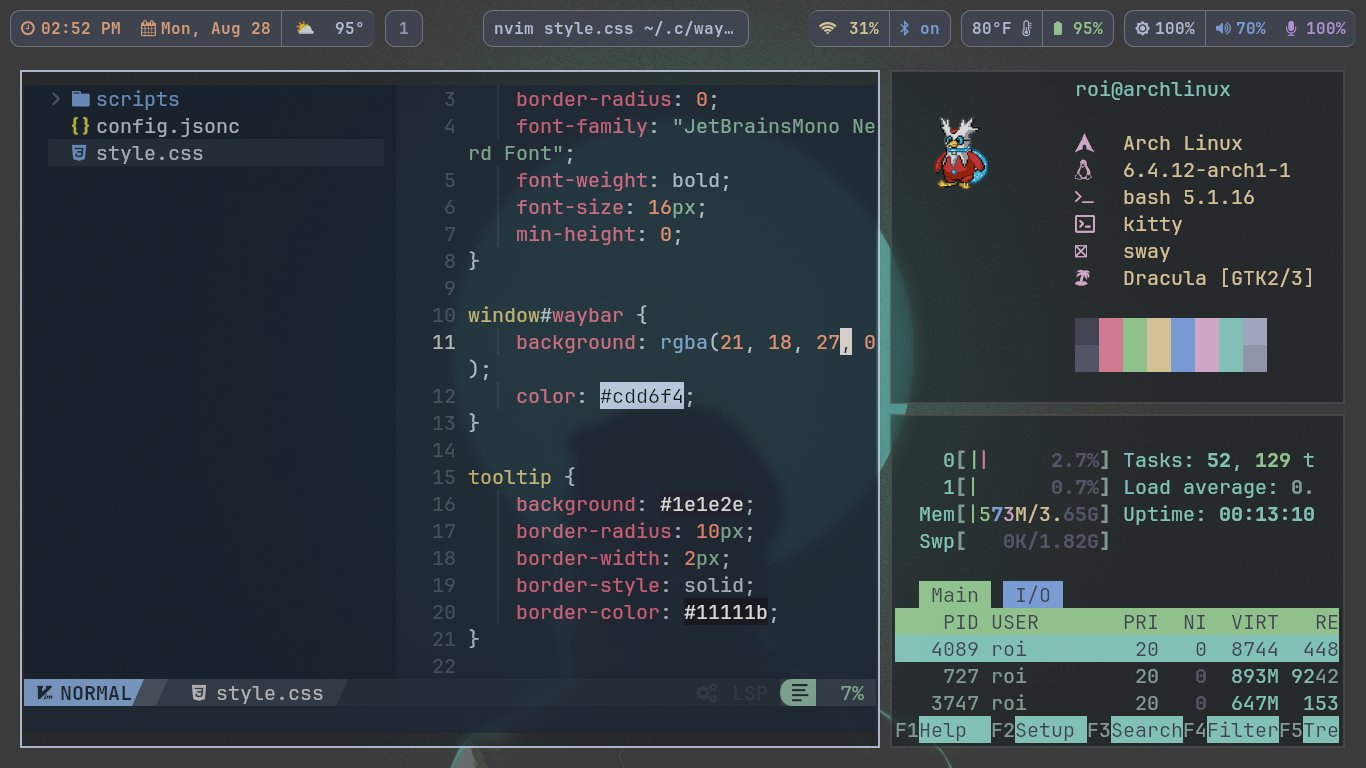 02:52 PM Mon, Aug 28 95° 1 nvim style.css ~/.c/way… 31% on 80°F 95% 100% 70% 100%
scripts
config.jsonc
style.css
3 border-radius: 0;
4 font-family: "JetBrainsMono Ne
rd Font";
5 font-weight: bold;
6 font-size: 16px;
7 min-height: 0;
8 }
9
10 window#waybar {
11 background: rgba(21, 18, 27, 0
);
12 color: #cdd6f4;
13 }
14
15 tooltip {
16 background: #1e1e2e;
17 border-radius: 10px;
18 border-width: 2px;
19 border-style: solid;
20 border-color: #11111b;
21 }
22
NORMAL style.css LSP 7%
roi@archlinux
Arch Linux
6.4.12-arch1-1
bash 5.1.16
kitty
sway
Dracula [GTK2/3]
0[|| 2.7%] Tasks: 52, 129 t
1[| 0.7%] Load average: 0.
Mem[|573M/3.65G] Uptime: 00:13:10
Swp[ 0K/1.82G]
Main I/O
PID USER PRI NI VIRT RE
4089 roi 20 0 8744 448
727 roi 20 0 893M 9242
3747 roi 20 0 647M 153
F1Help F2Setup F3SearchF4FilterF5Tre